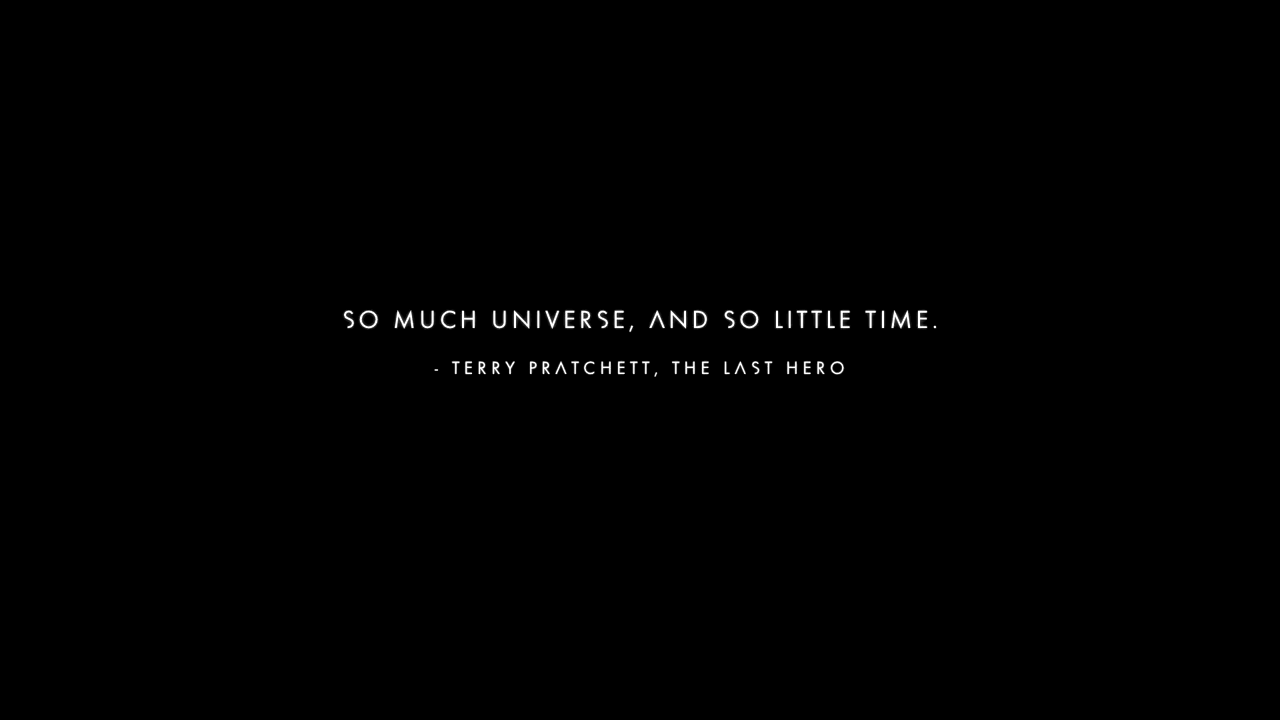 SO MUCH UNIVERSE, AND SO LITTLE TIME.
- TERRY PRATCHETT, THE LAST HERO